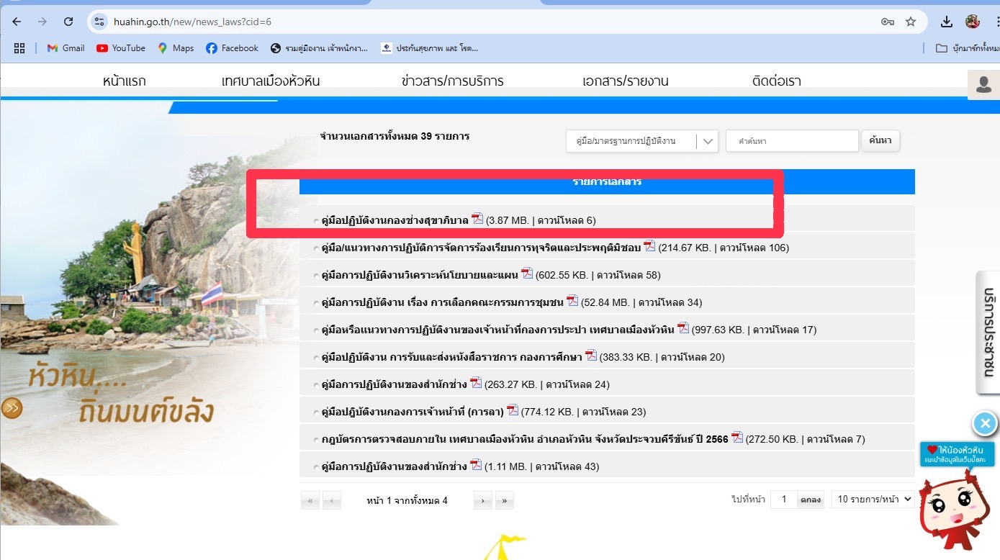 huahin.go.th/new/news_laws?cid=6
Gmail YouTube Maps Facebook รวมคู่มืองาน เจ้าพนักงา... ประกันสุขภาพ และ โรค... บุ๊กมาร์กทั้งหมด
หน้าแรก เทศบาลเมืองหัวหิน ข่าวสาร/การบริการ เอกสาร/รายงาน ติดต่อเรา
จำนวนเอกสารทั้งหมด 39 รายการ คู่มือ/มาตรฐานการปฏิบัติงาน คำค้นหา ค้นหา
รายการเอกสาร
คู่มือปฏิบัติงานกองช่างสุขาภิบาล (3.87 MB. | ดาวน์โหลด 6)
คู่มือ/แนวทางการปฏิบัติการจัดการร้องเรียนการทุจริตและประพฤติมิชอบ (214.67 KB. | ดาวน์โหลด 106)
คู่มือการปฏิบัติงานวิเคราะห์นโยบายและแผน (602.55 KB. | ดาวน์โหลด 58)
คู่มือการปฏิบัติงาน เรื่อง การเลือกคณะกรรมการชุมชน (52.84 MB. | ดาวน์โหลด 34)
คู่มือหรือแนวทางการปฏิบัติงานของเจ้าหน้าที่กองการประปา เทศบาลเมืองหัวหิน (997.63 KB. | ดาวน์โหลด 17)
คู่มือปฏิบัติงาน การรับและส่งหนังสือราชการ กองการศึกษา (383.33 KB. | ดาวน์โหลด 20)
คู่มือการปฏิบัติงานของสำนักช่าง (263.27 KB. | ดาวน์โหลด 24)
คู่มือปฏิบัติงานกองการเจ้าหน้าที่ (การลา) (774.12 KB. | ดาวน์โหลด 23)
กฎบัตรการตรวจสอบภายใน เทศบาลเมืองหัวหิน อำเภอหัวหิน จังหวัดประจวบคีรีขันธ์ ปี 2566 (272.50 KB. | ดาวน์โหลด 7)
คู่มือการปฏิบัติงานของสำนักช่าง (1.11 MB. | ดาวน์โหลด 43)
« ‹ หน้า 1 จากทั้งหมด 4 › » ไปที่หน้า 1 ตกลง 10 รายการ/หน้า
หัวหิน....
ถิ่นมนต์ขลัง
บริการประชาชน
ให้น้องหัวหิน
แนะนำข้อมูลในเว็บมั้ยคะ